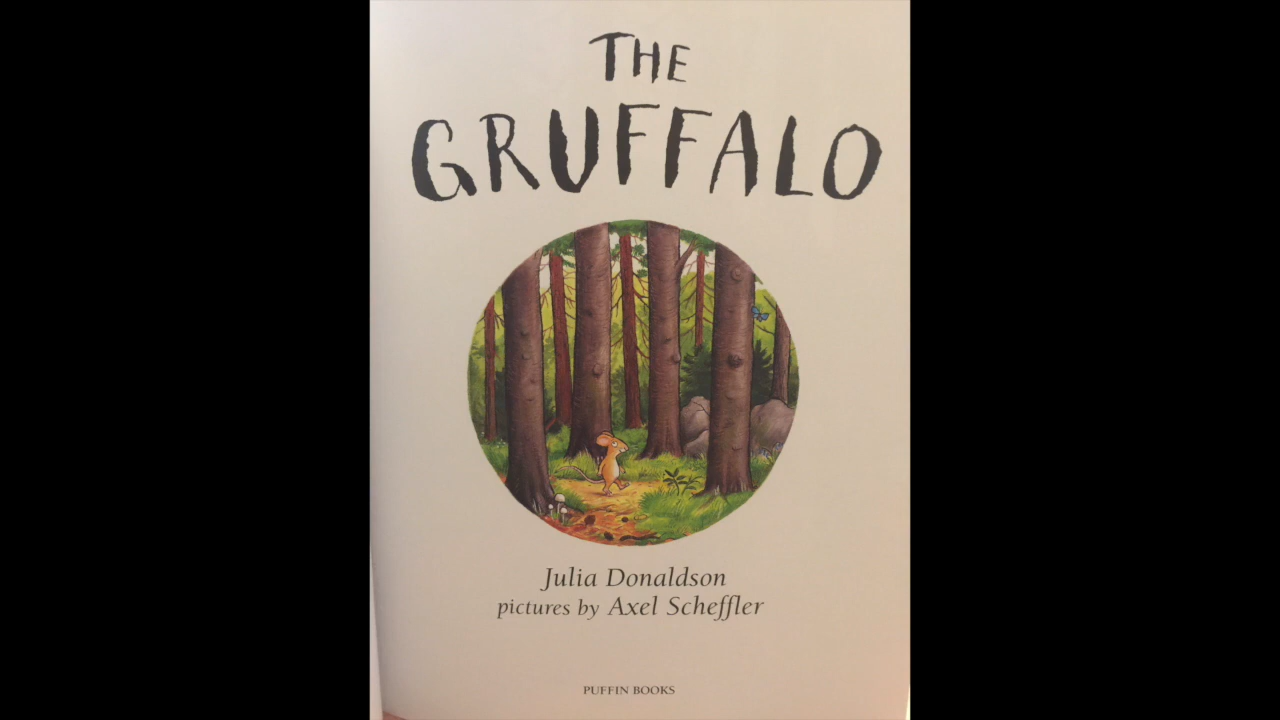 THE
GRUFFALO
Julia Donaldson
pictures by Axel Scheffler
PUFFIN BOOKS